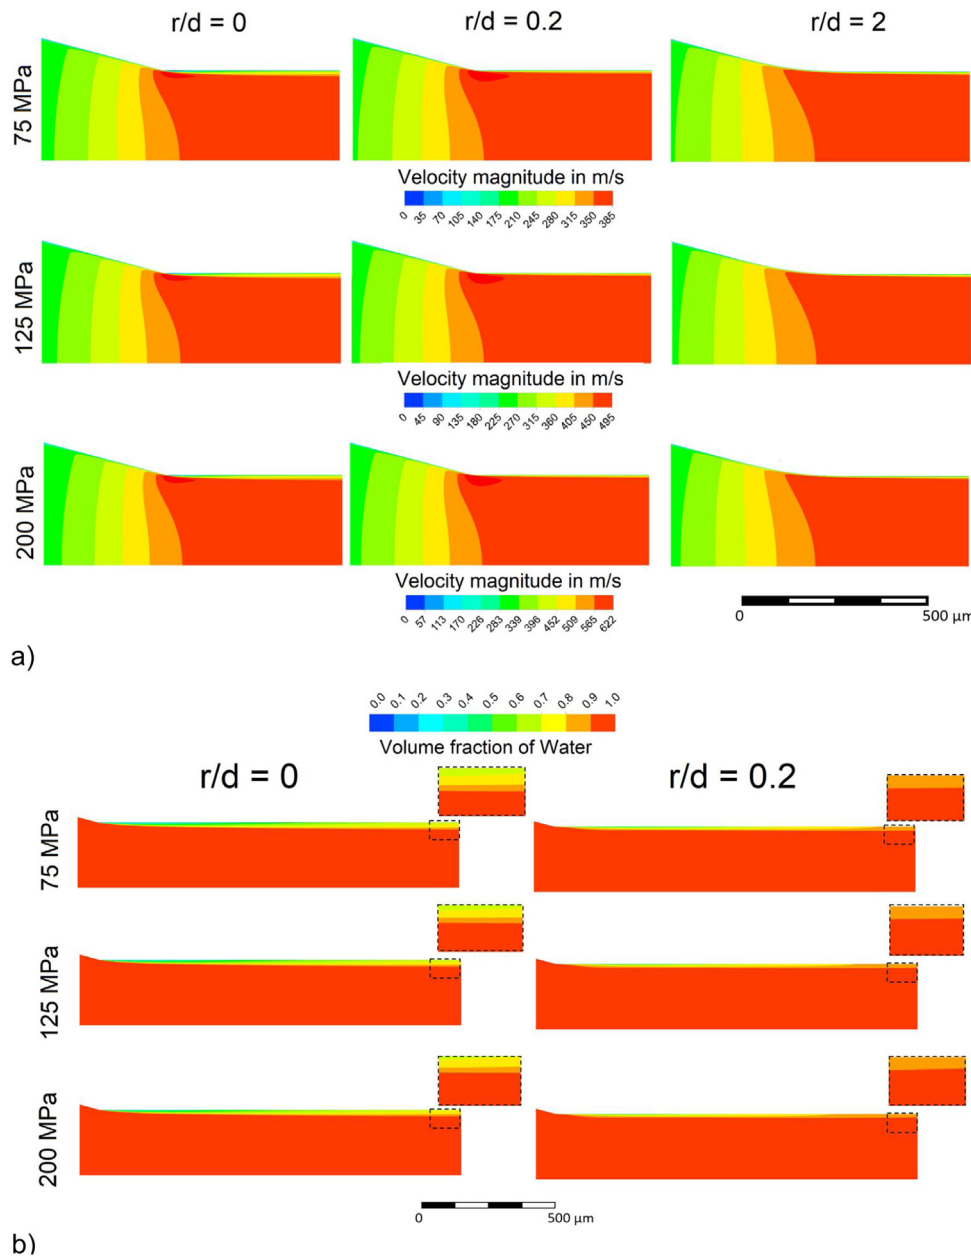 r/d = 0
r/d = 0.2
r/d = 2
75 MPa
Velocity magnitude in m/s
0 35 70 105 140 175 210 245 280 315 350 385
125 MPa
Velocity magnitude in m/s
0 45 90 135 180 225 270 315 360 405 450 495
200 MPa
Velocity magnitude in m/s
0 57 113 170 226 283 339 396 452 509 565 622
0 500 µm
a)
0.0 0.1 0.2 0.3 0.4 0.5 0.6 0.7 0.8 0.9 1.0
Volume fraction of Water
r/d = 0
r/d = 0.2
75 MPa
125 MPa
200 MPa
0 500 µm
b)